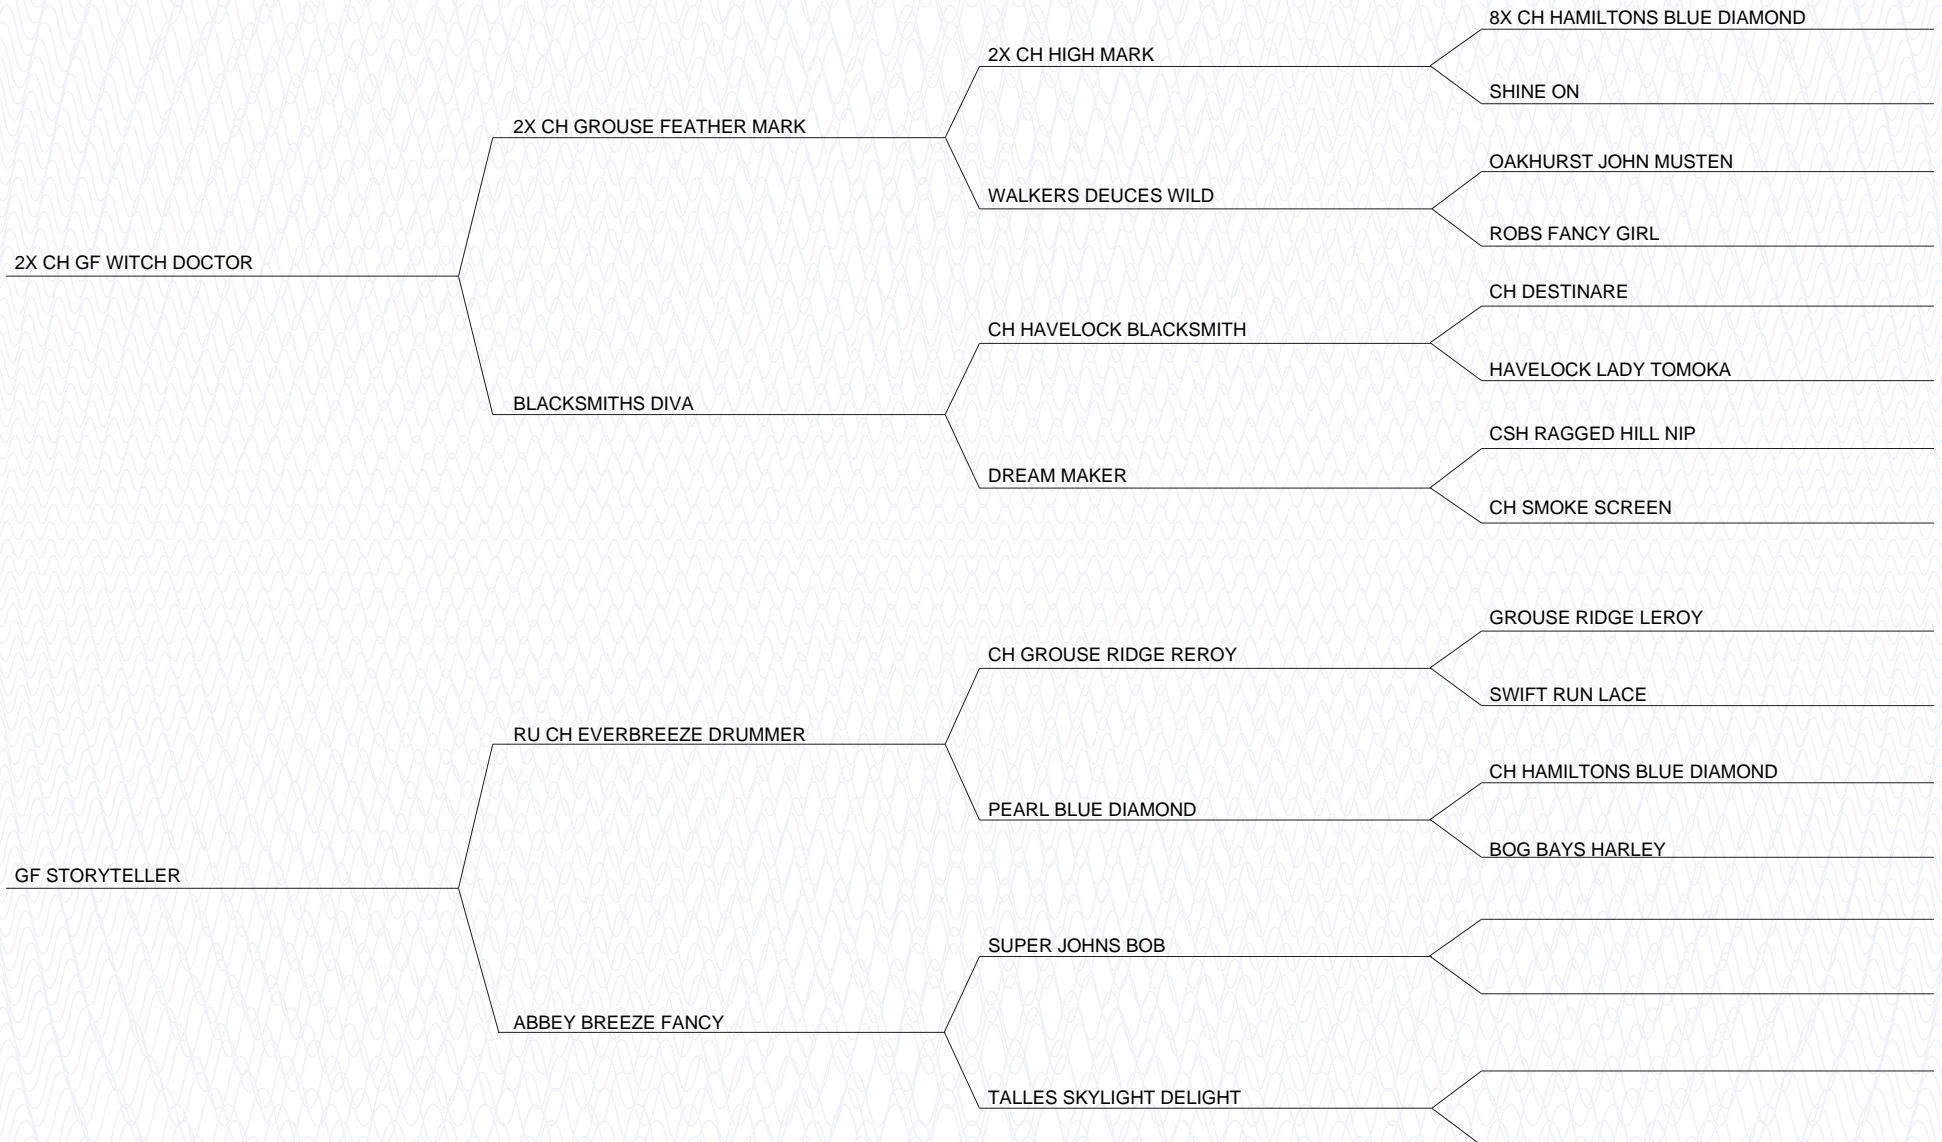 8X CH HAMILTONS BLUE DIAMOND
2X CH HIGH MARK
SHINE ON
2X CH GROUSE FEATHER MARK
OAKHURST JOHN MUSTEN
WALKERS DEUCES WILD
ROBS FANCY GIRL
2X CH GF WITCH DOCTOR
CH DESTINARE
CH HAVELOCK BLACKSMITH
HAVELOCK LADY TOMOKA
BLACKSMITHS DIVA
CSH RAGGED HILL NIP
DREAM MAKER
CH SMOKE SCREEN
GROUSE RIDGE LEROY
CH GROUSE RIDGE REROY
SWIFT RUN LACE
RU CH EVERBREEZE DRUMMER
CH HAMILTONS BLUE DIAMOND
PEARL BLUE DIAMOND
BOG BAYS HARLEY
GF STORYTELLER
SUPER JOHNS BOB
ABBEY BREEZE FANCY
TALLES SKYLIGHT DELIGHT